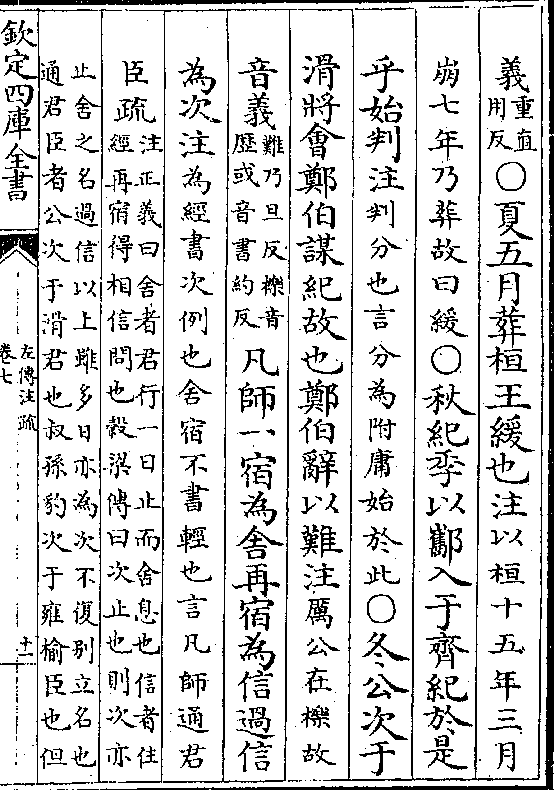 義重直用反○夏五月葬桓王緩也注以桓十五年三月
崩七年乃葬故曰緩○秋紀季以酅入于齊紀於是
乎始判注判分也言分為附庸始於此○冬公次于
滑將會鄭伯謀紀故也鄭伯辭以難注厲公在櫟故
音義難乃旦反櫟音歷或音書約反凡師一宿為舍再宿為信過信
為次注為經書次例也舍宿不書輕也言凡師通君
臣疏注正義曰舍者君行一日止而舍息也信者住
經再宿得相信問也穀梁傳曰次止也則次亦
止舍之名過信以上雖多日亦為次不復别立名也
通君臣者公次于滑君也叔孫豹次于雍榆臣也但
欽定四庫全書
左傳注疏
卷七
十一